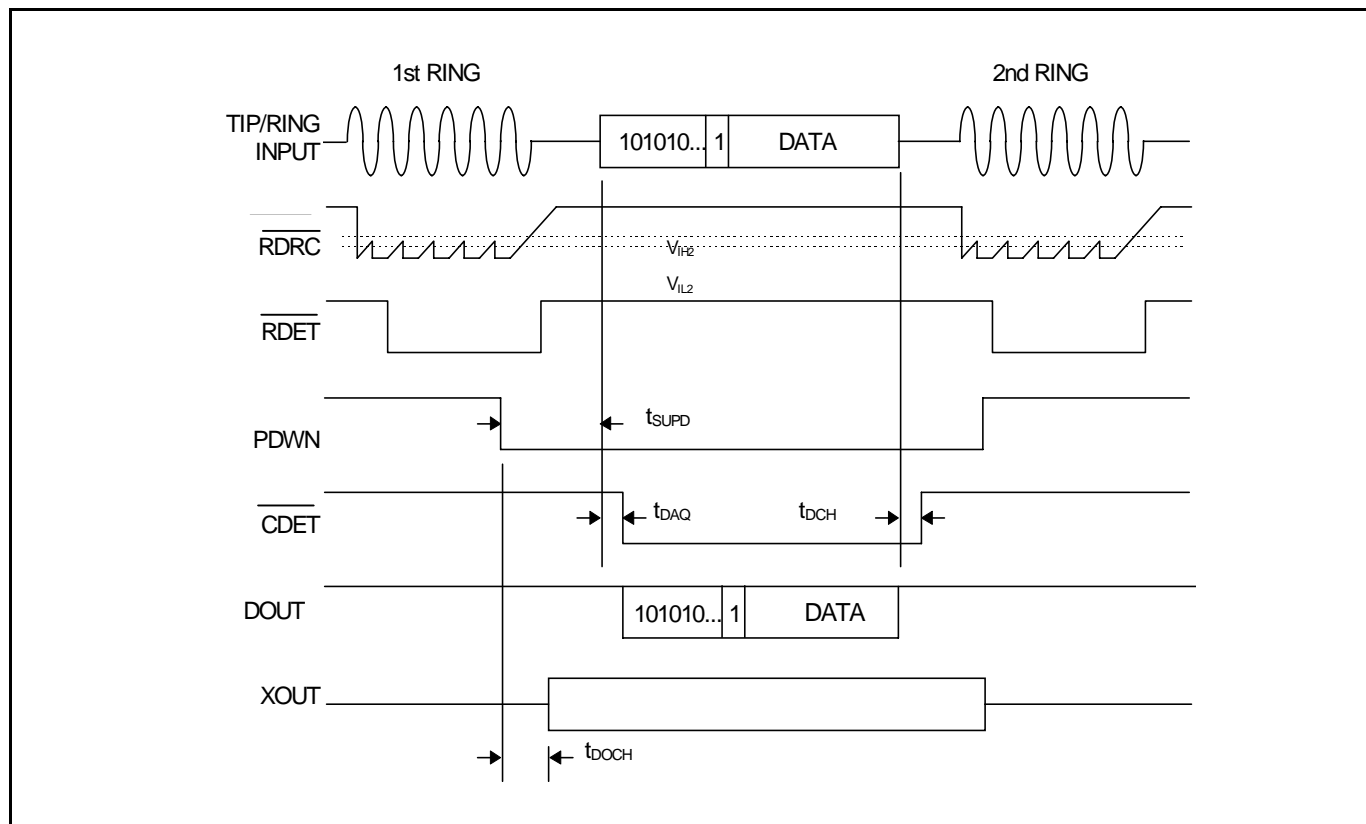 1st RING
2nd RING
TIP/RING
INPUT
101010... 1 DATA
RDRC
VIH2
VIL2
RDET
tSUPD
PDWN
tDAQ
tDCH
CDET
DOUT
101010... 1 DATA
XOUT
tDOCH